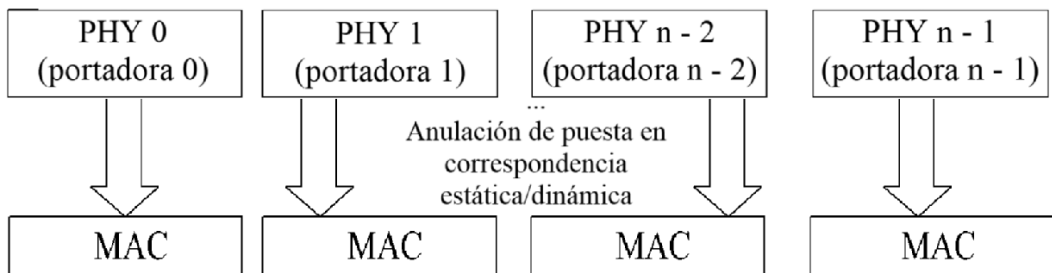 PHY 0
(portadora 0)
PHY 1
(portadora 1)
PHY n - 2
(portadora n - 2)
PHY n - 1
(portadora n - 1)
...
Anulación de puesta en
correspondencia
estática/dinámica
MAC
MAC
MAC
MAC